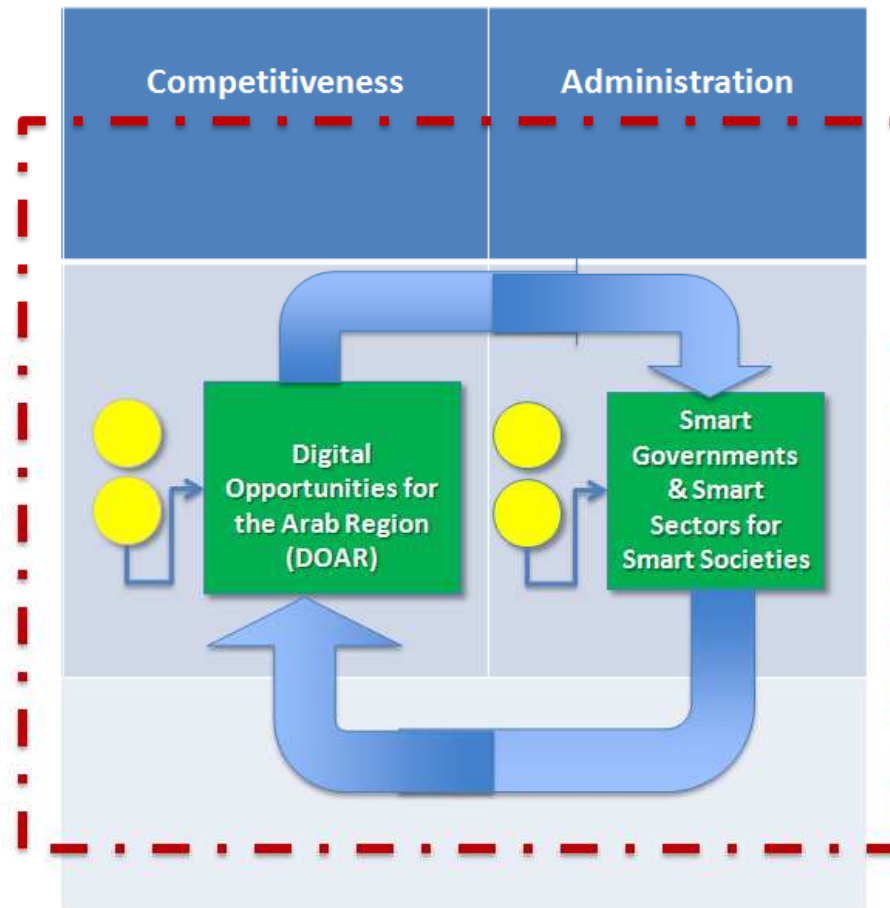 Competitiveness
Administration
Digital
Opportunities for
the Arab Region
(DOAR)
Smart
Governments
& Smart
Sectors for
Smart Societies